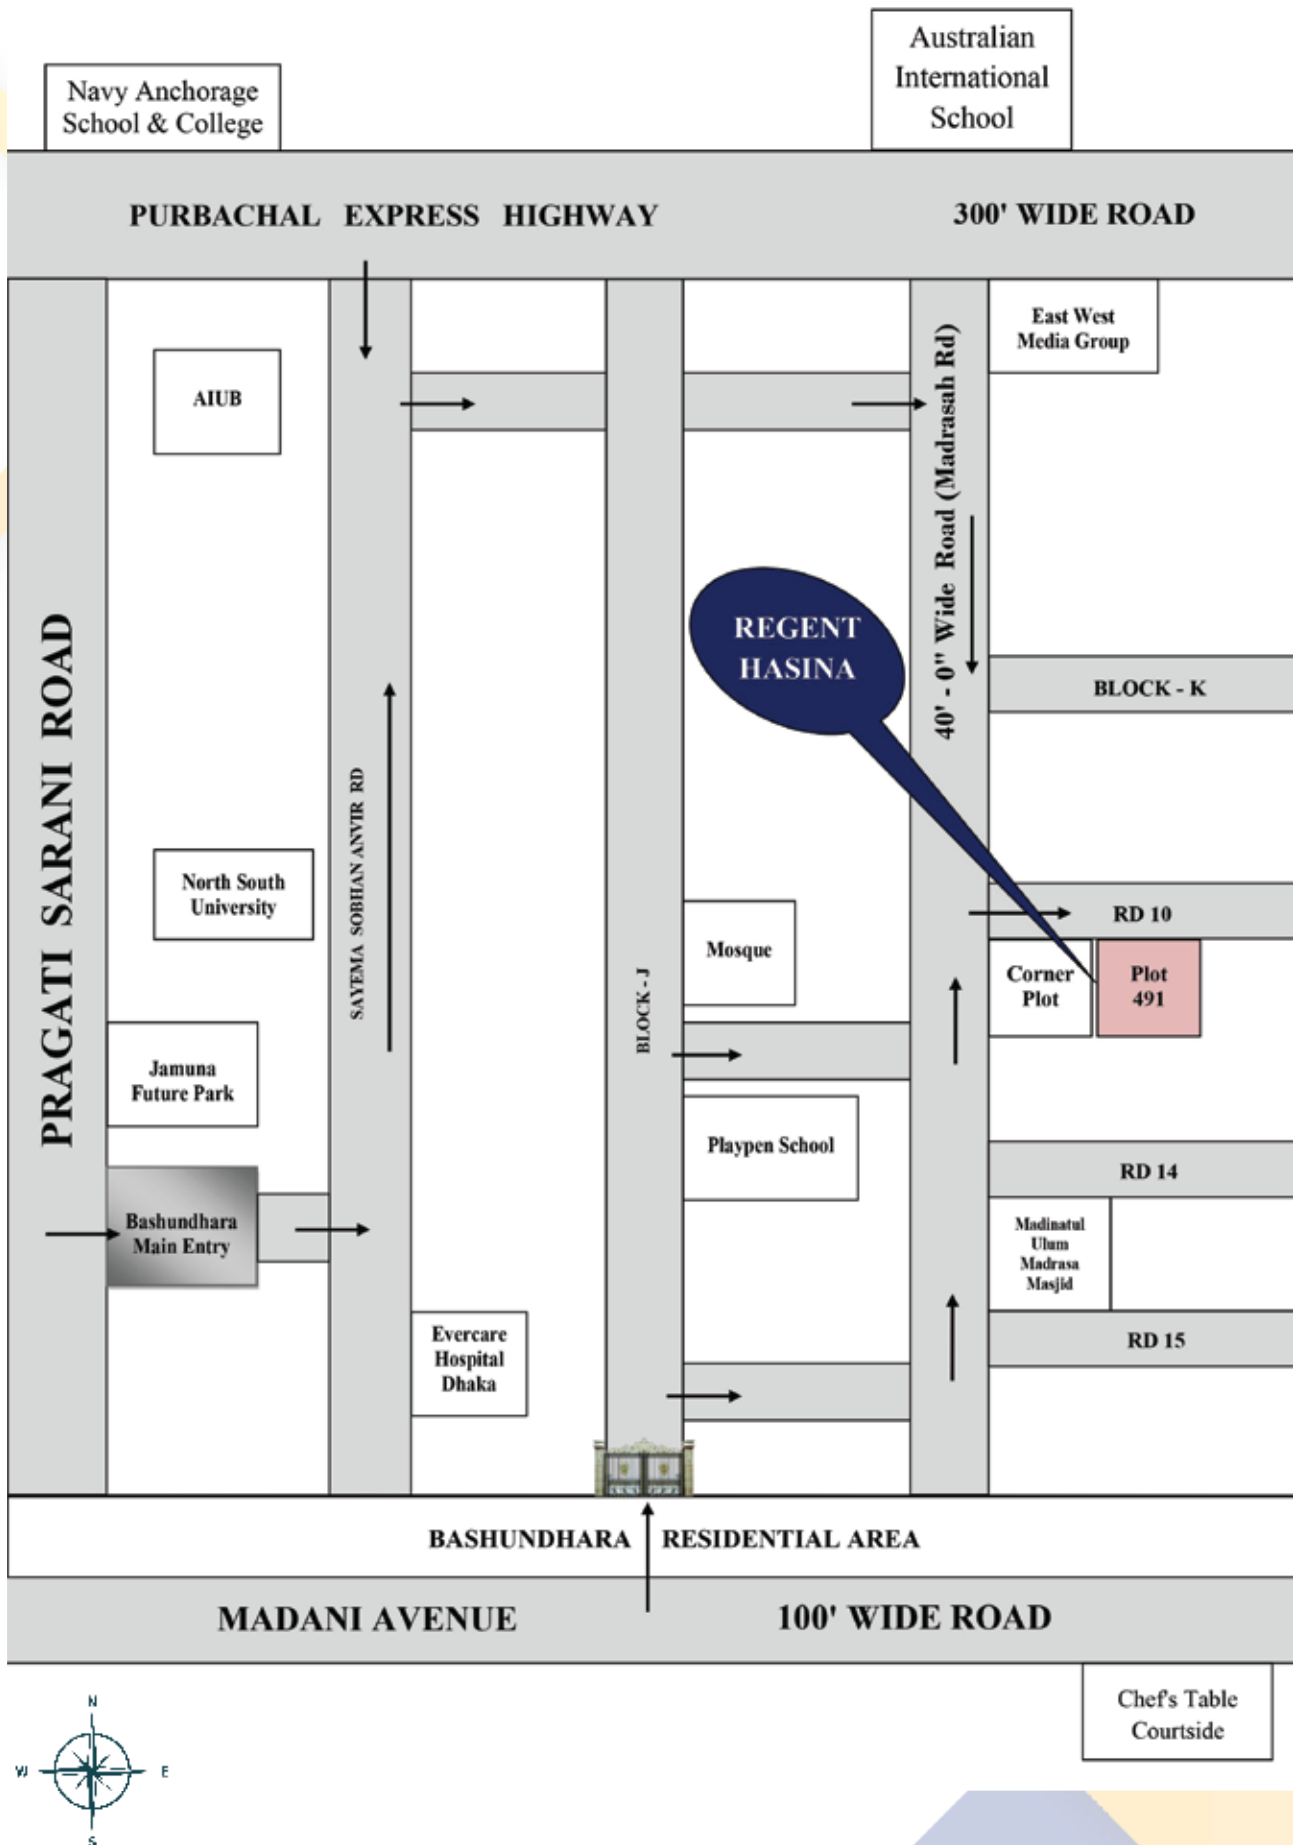 Navy Anchorage
School & College
Australian
International
School
PURBACHAL EXPRESS HIGHWAY
300' WIDE ROAD
East West
Media Group
AIUB
40' - 0" Wide Road (Madrasah Rd)
REGENT
HASINA
BLOCK - K
PRAGATI SARANI ROAD
SAYEMA SOBHAN ANVIR RD
North South
University
RD 10
Mosque
BLOCK - J
Corner
Plot
Plot
491
Jamuna
Future Park
Playpen School
RD 14
Bashundhara
Main Entry
Madinatul
Ulum
Madrasa
Masjid
Evercare
Hospital
Dhaka
RD 15
BASHUNDHARA RESIDENTIAL AREA
MADANI AVENUE
100' WIDE ROAD
Chef's Table
Courtside
N
W E
S